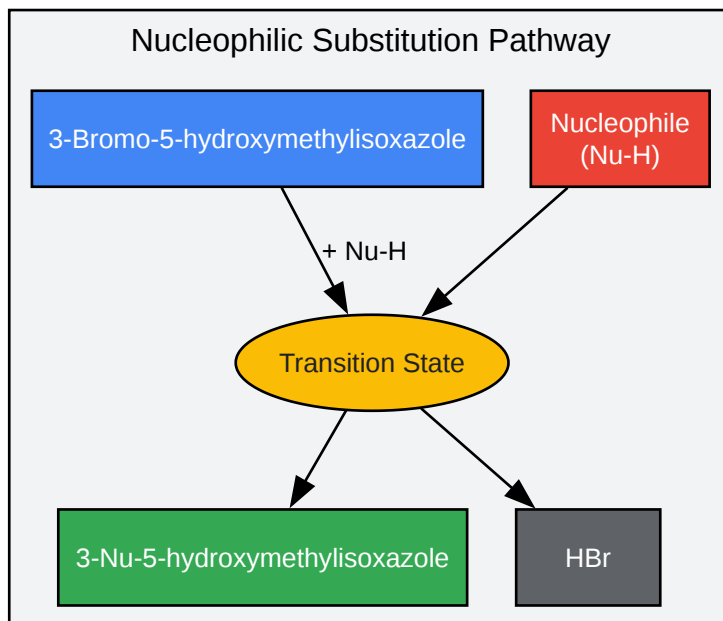 Nucleophilic Substitution Pathway
3-Bromo-5-hydroxymethylisoxazole
Nucleophile
(Nu-H)
+ Nu-H
Transition State
3-Nu-5-hydroxymethylisoxazole
HBr